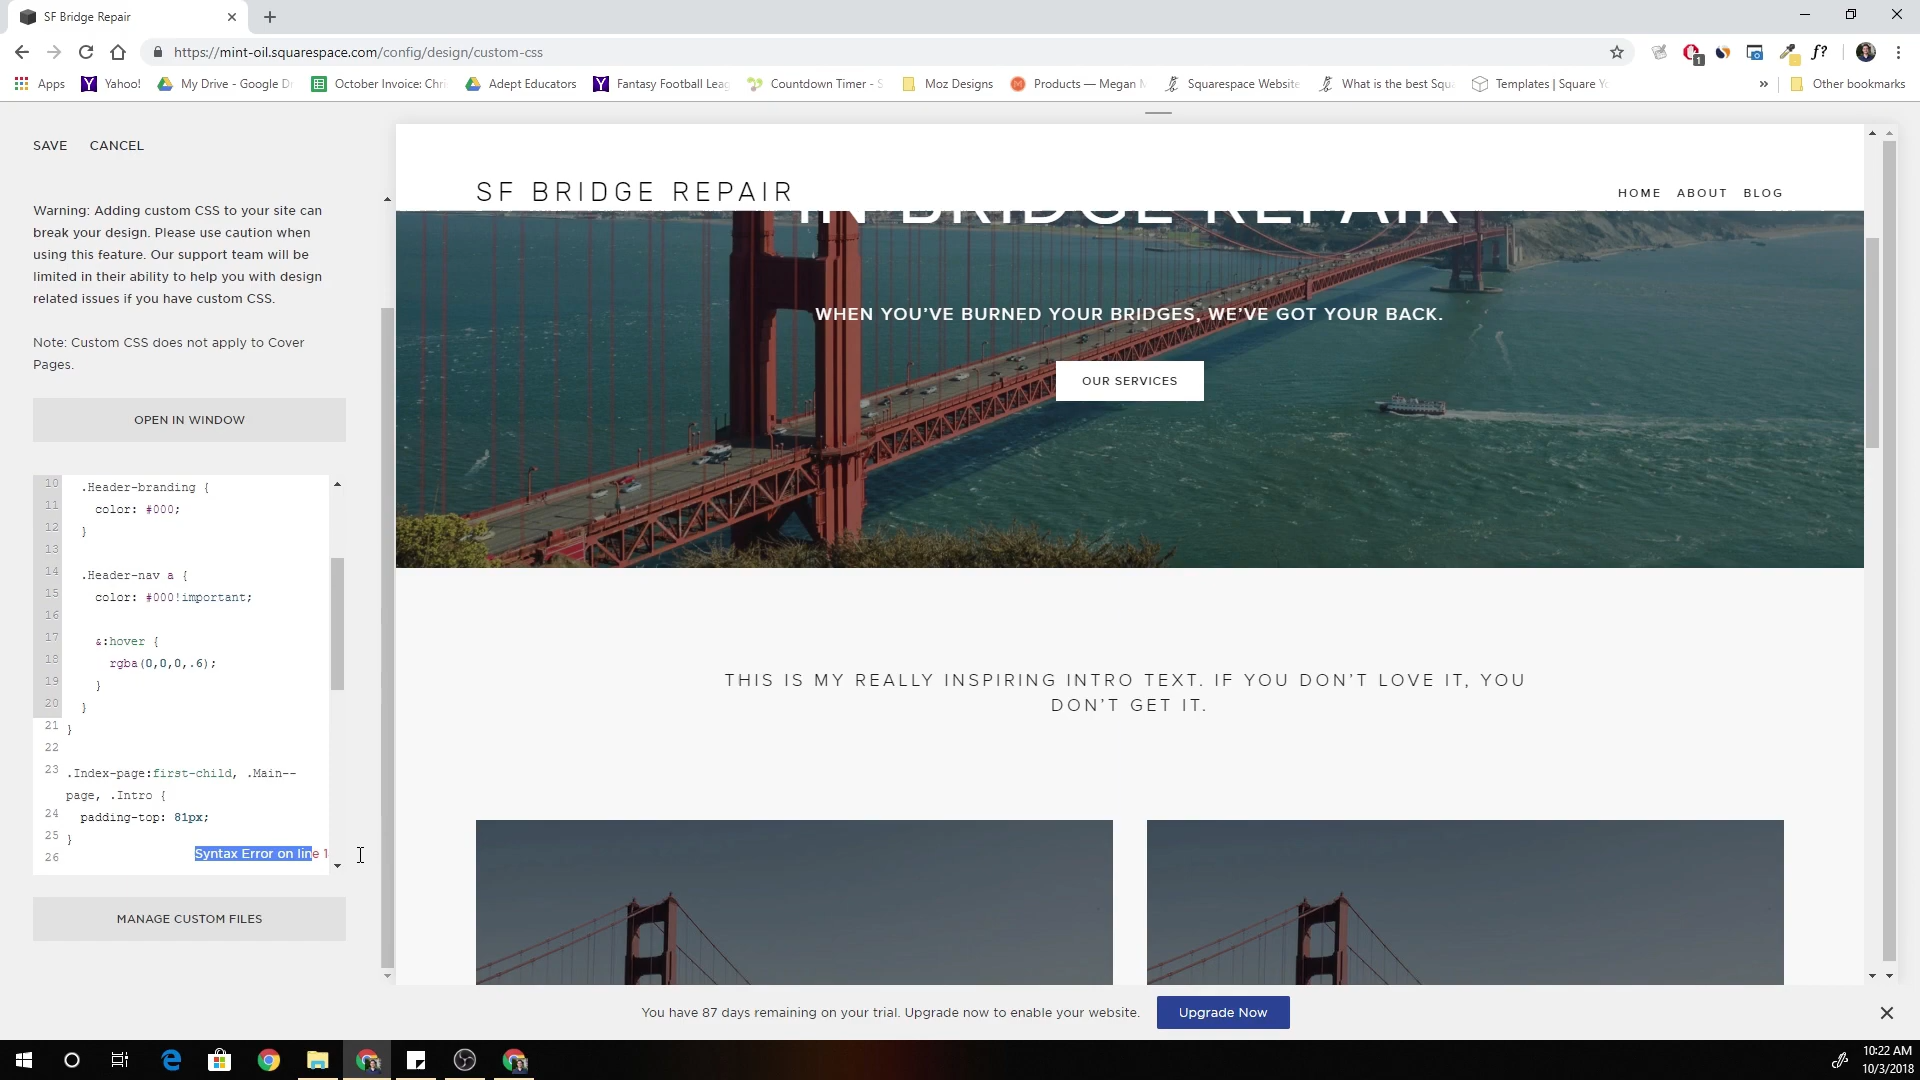 SF Bridge Repair
https://mint-oil.squarespace.com/config/design/custom-css
1
f?
Apps
Yahoo!
My Drive - Google D
October Invoice: Chri
Adept Educators
Fantasy Football Leag
Countdown Timer - S
Moz Designs
Products — Megan M
Squarespace Website
What is the best Squ
Templates | Square Yo
»
Other bookmarks
SAVE CANCEL
Warning: Adding custom CSS to your site can
break your design. Please use caution when
using this feature. Our support team will be
limited in their ability to help you with design
related issues if you have custom CSS.
Note: Custom CSS does not apply to Cover
Pages.
OPEN IN WINDOW
10 .Header-branding {
11 color: #000;
12 }
13
14 .Header-nav a {
15 color: #000!important;
16
17 &:hover {
18 rgba(0,0,0,.6);
19 }
20 }
21 }
22
23 .Index-page:first-child, .Main--
page, .Intro {
24 padding-top: 81px;
25 }
26
Syntax Error on line 1
MANAGE CUSTOM FILES
SF BRIDGE REPAIR
HOME ABOUT BLOG
IN BRIDGE REPAIR
WHEN YOU'VE BURNED YOUR BRIDGES, WE'VE GOT YOUR BACK.
OUR SERVICES
THIS IS MY REALLY INSPIRING INTRO TEXT. IF YOU DON'T LOVE IT, YOU
DON'T GET IT.
You have 87 days remaining on your trial. Upgrade now to enable your website.
Upgrade Now
10:22 AM
10/3/2018